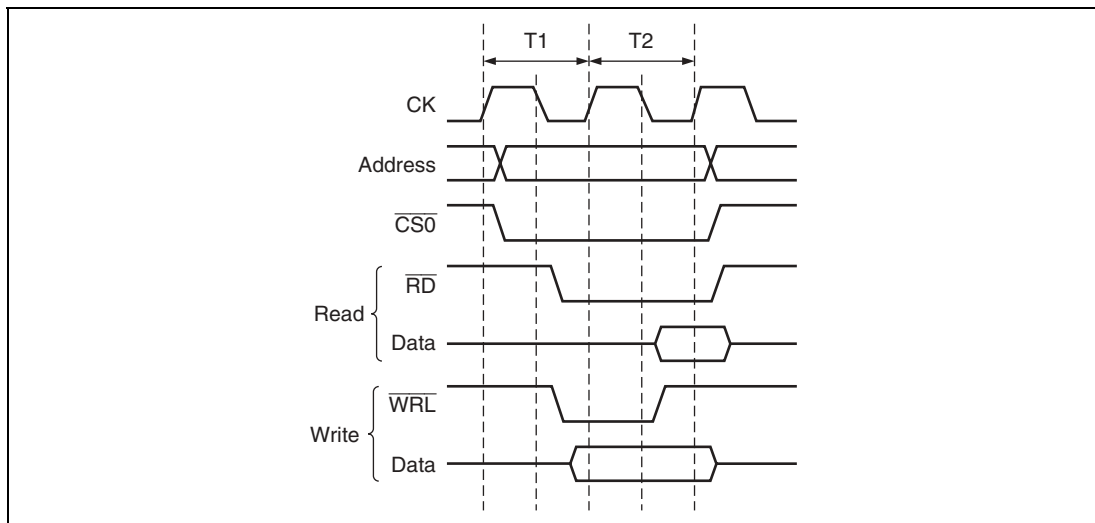 T1 T2
CK
Address
CS0
RD
Read
Data
WRL
Write
Data